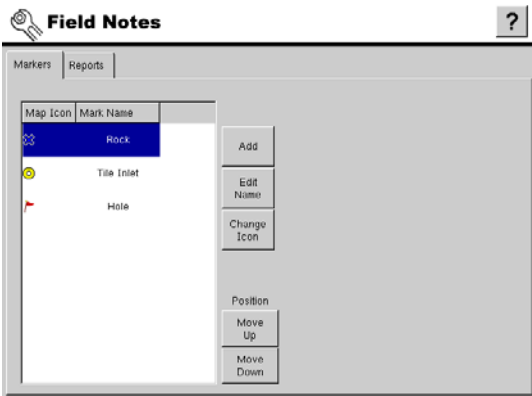 Field Notes
?
Markers Reports
Map Icon Mark Name
Rock
Tile Inlet
Hole
Add
Edit
Name
Change
Icon
Position
Move
Up
Move
Down